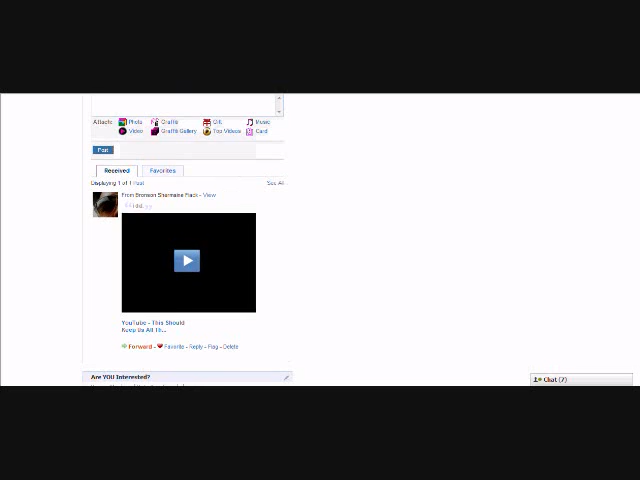 Attach: Photo Graffiti Gift Music
Video Graffiti Gallery Top Videos Card
Post
Received Favorites
Displaying 1 of 1 Post See All
From Bronson Shermaine Flack - View
YouTube - This Should
Keep Us All Th...
Forward - Favorite - Reply - Flag - Delete
Are YOU Interested?
Chat (7)